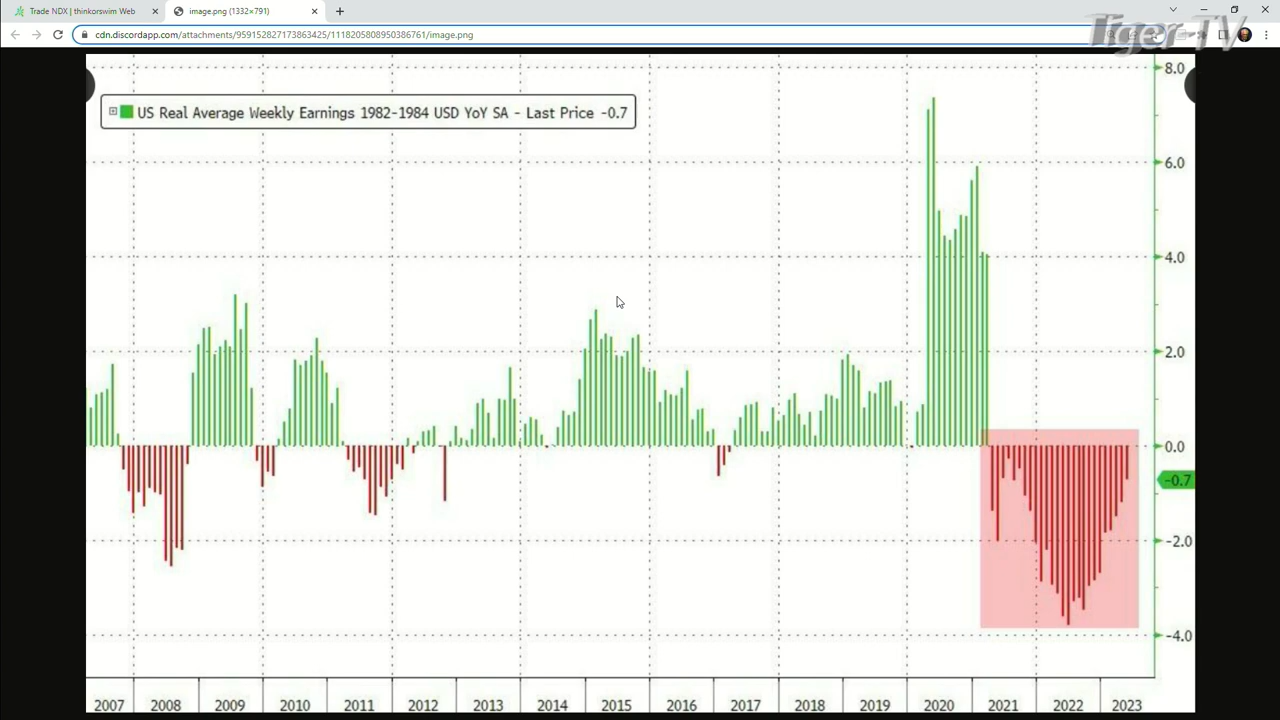 Trade NDX | thinkorswim Web
image.png (1332×791)
cdn.discordapp.com/attachments/959152827173863425/1118205808950386761/image.png
Tiger-TV
8.0
US Real Average Weekly Earnings 1982-1984 USD YoY SA - Last Price -0.7
6.0
4.0
2.0
0.0
-0.7
-2.0
-4.0
2007 2008 2009 2010 2011 2012 2013 2014 2015 2016 2017 2018 2019 2020 2021 2022 2023